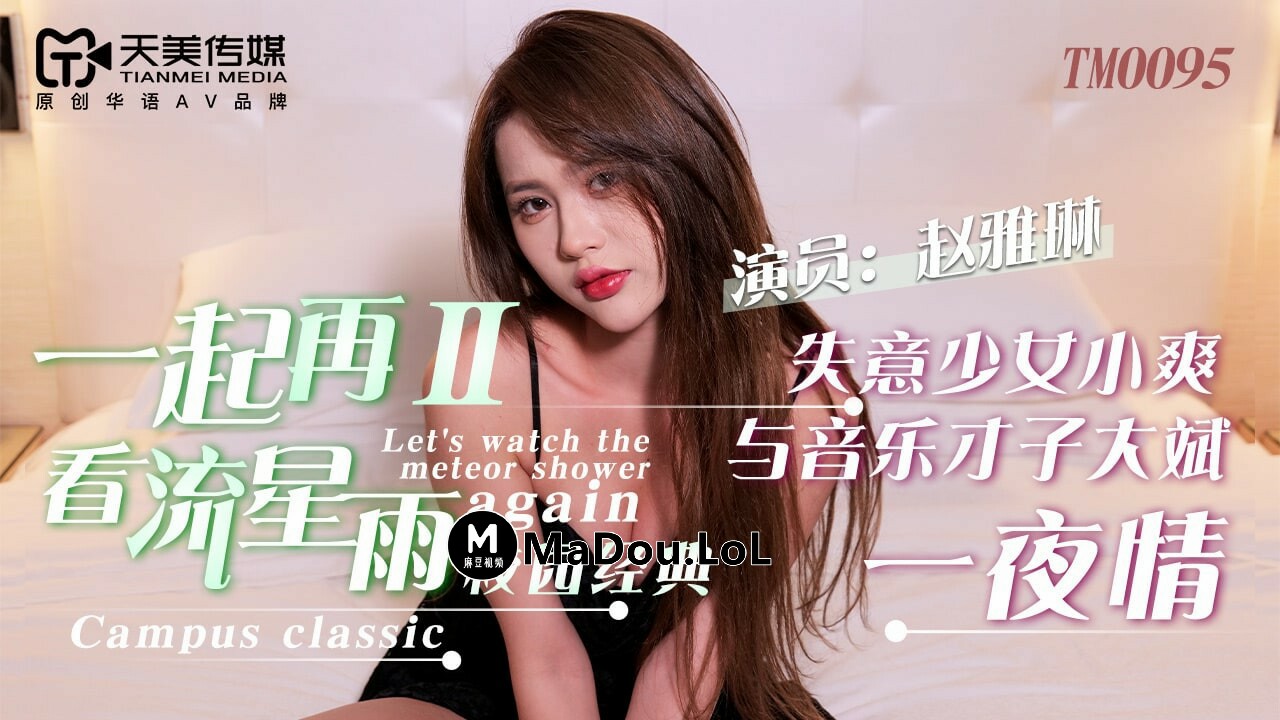 天美传媒
TIANMEI MEDIA
原创华语AV品牌
TM0095
演员：赵雅琳
一起再 II
看流星雨
Let's watch the
meteor shower
again
校园经典
Campus classic
失意少女小爽
与音乐才子大斌
一夜情
M
麻豆视频
MaDou.LoL